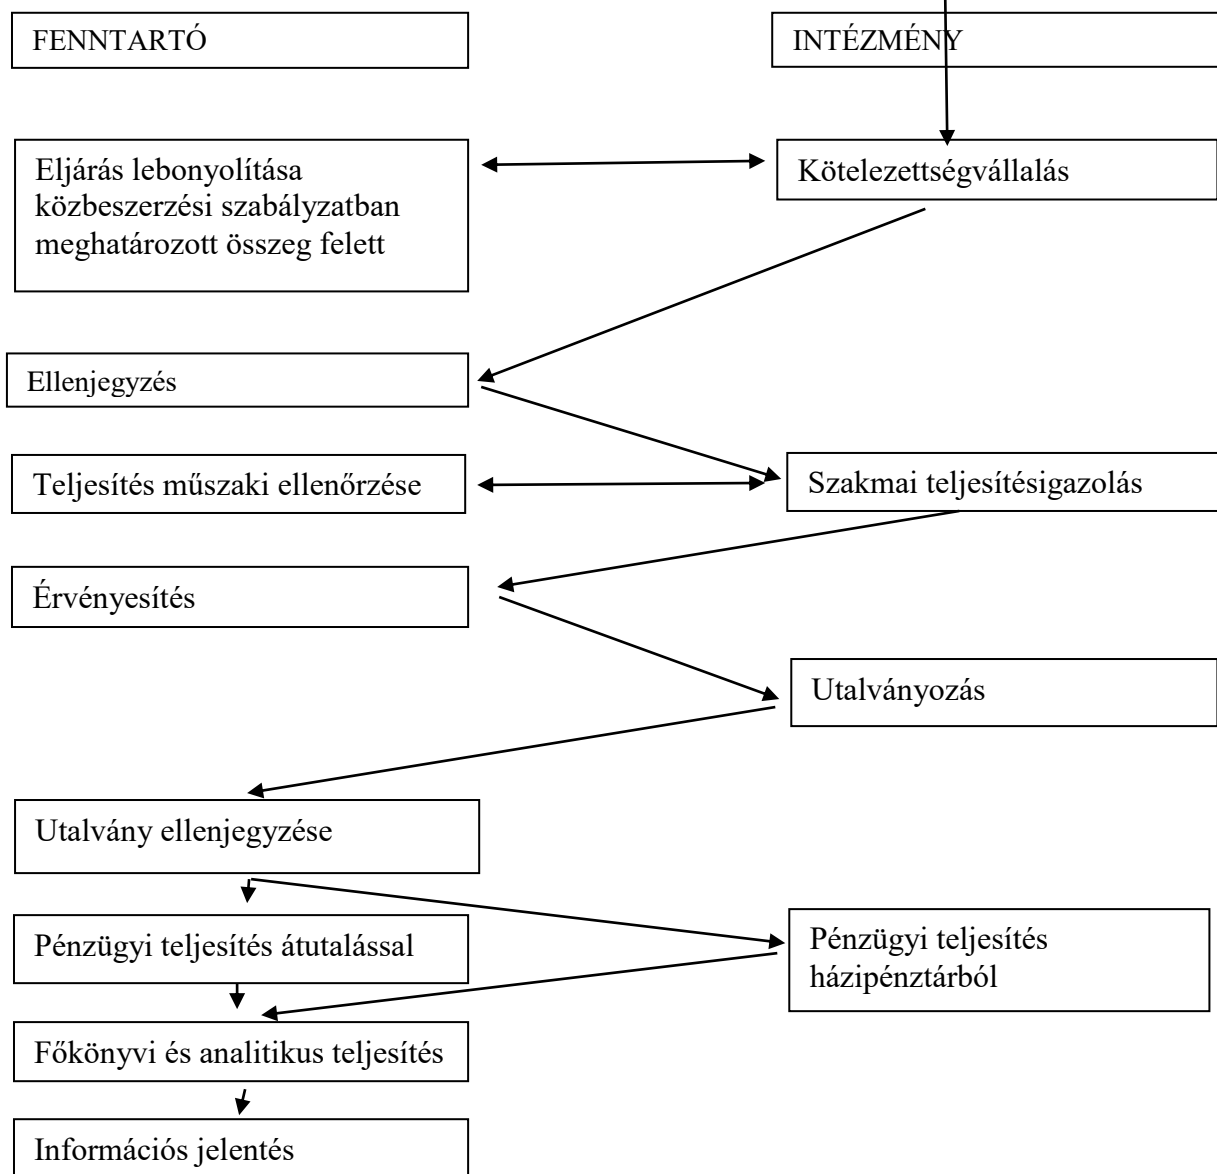 FENNTARTÓ
INTÉZMÉNY
Eljárás lebonyolítása
közbeszerzési szabályzatban
meghatározott összeg felett
Kötelezettségvállalás
Ellenjegyzés
Teljesítés műszaki ellenőrzése
Szakmai teljesítésigazolás
Érvényesítés
Utalványozás
Utalvány ellenjegyzése
Pénzügyi teljesítés átutalással
Pénzügyi teljesítés
házipénztárból
Főkönyvi és analitikus teljesítés
Információs jelentés